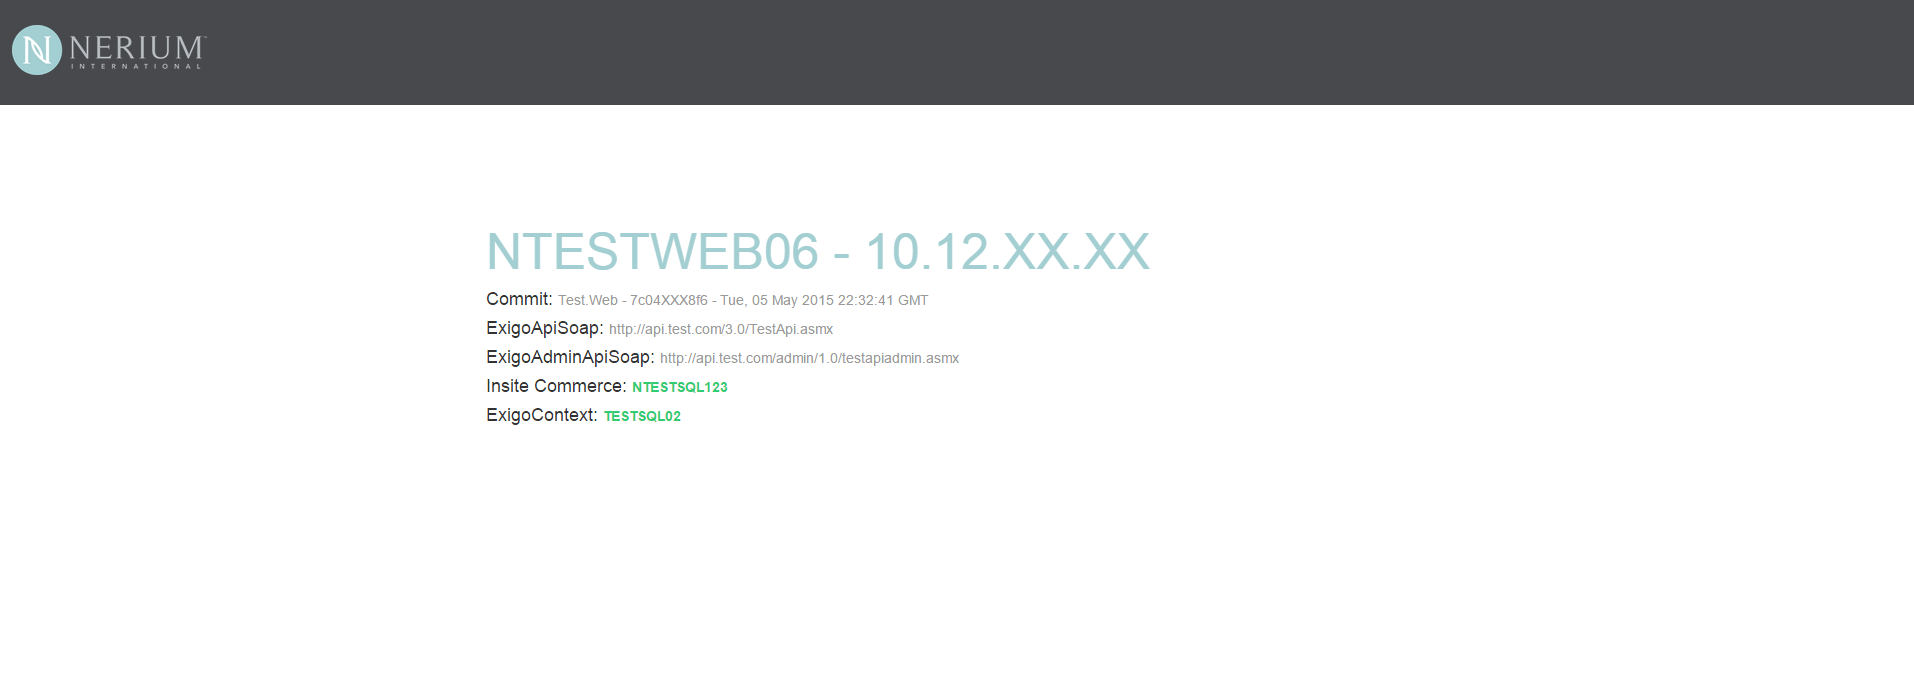 N NERIUM™
INTERNATIONAL
NTESTWEB06 - 10.12.XX.XX
Commit: Test.Web - 7c04XXX8f6 - Tue, 05 May 2015 22:32:41 GMT
ExigoApiSoap: http://api.test.com/3.0/TestApi.asmx
ExigoAdminApiSoap: http://api.test.com/admin/1.0/testapiadmin.asmx
Insite Commerce: NTESTSQL123
ExigoContext: TESTSQL02